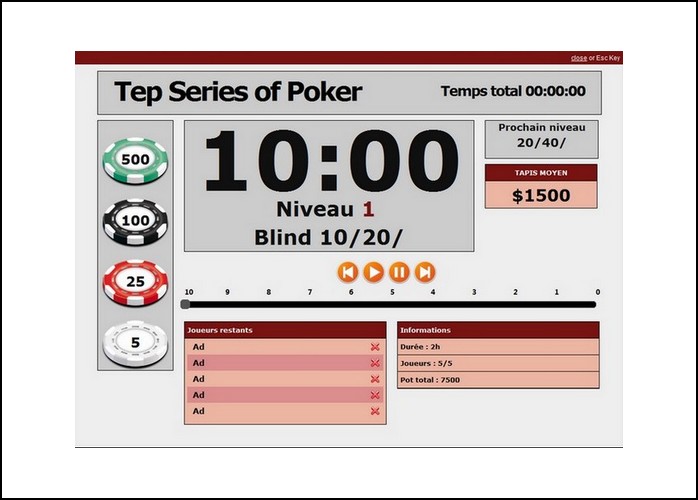 close or Esc Key
Tep Series of Poker
Temps total 00:00:00
500
100
25
5
10:00
Niveau 1
Blind 10/20/
Prochain niveau
20/40/
TAPIS MOYEN
$1500
10 9 8 7 6 5 4 3 2 1 0
Joueurs restants
Ad
Ad
Ad
Ad
Ad
Informations
Durée : 2h
Joueurs : 5/5
Pot total : 7500